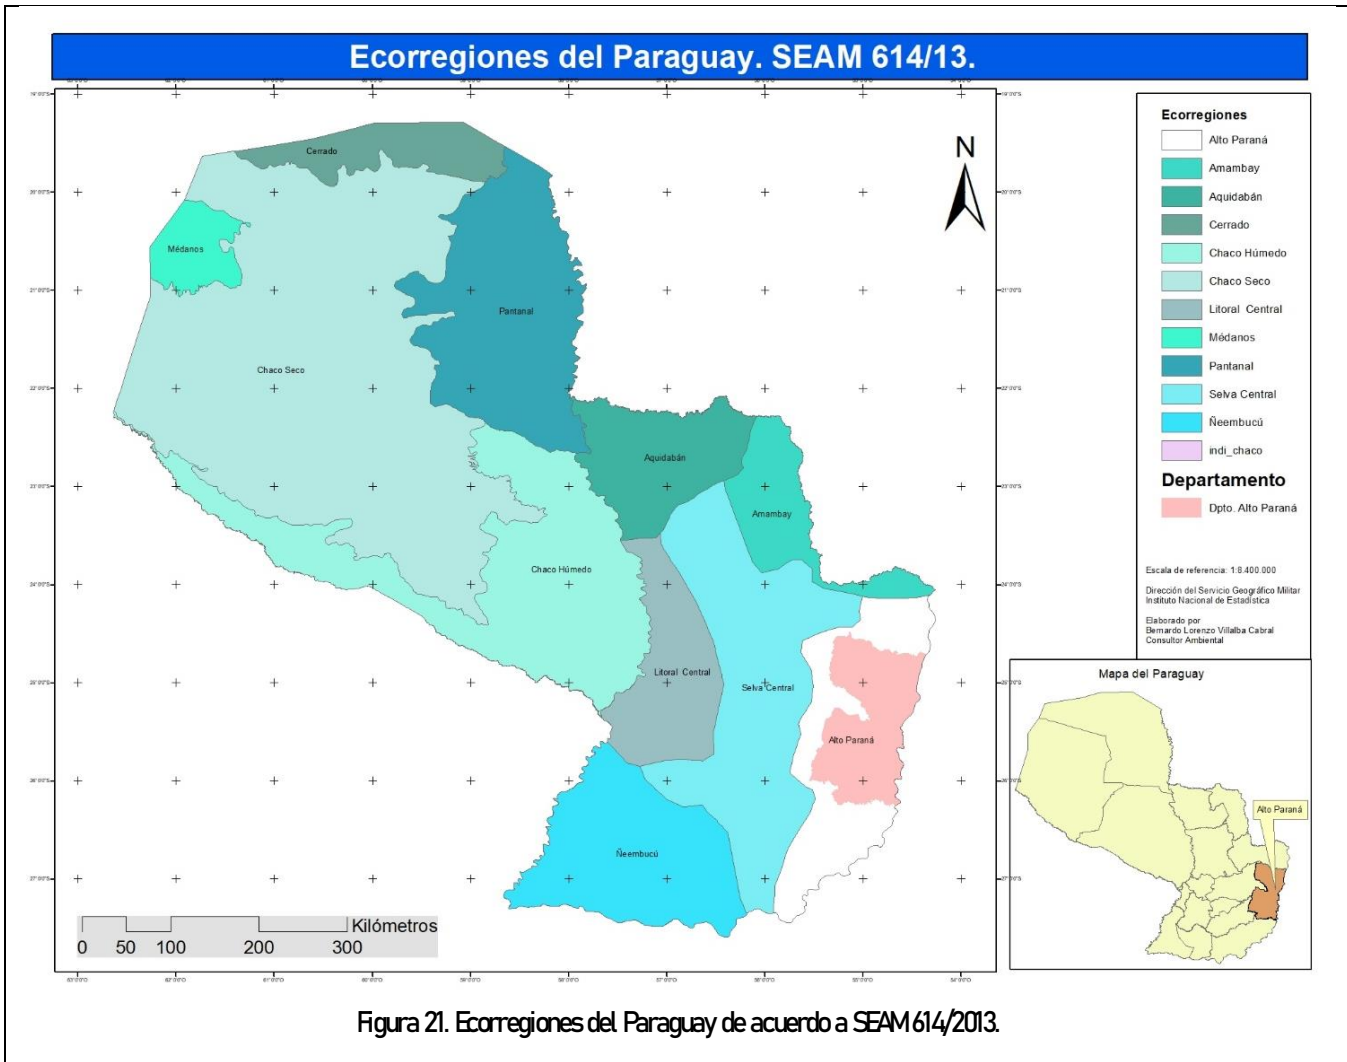 Ecorregiones del Paraguay. SEAM 614/13.
Cerrado
Médanos
Pantanal
Chaco Seco
Aquidabán
Amambay
Chaco Húmedo
Litoral Central
Selva Central
Alto Paraná
Ñeembucú
N
Kilómetros
0 50 100 200 300
Ecorregiones
Alto Paraná
Amambay
Aquidabán
Cerrado
Chaco Húmedo
Chaco Seco
Litoral Central
Médanos
Pantanal
Selva Central
Ñeembucú
indi_chaco
Departamento
Dpto. Alto Paraná
Escala de referencia: 1:8.400.000
Dirección del Servicio Geográfico Militar
Instituto Nacional de Estadística
Elaborado por
Bernardo Lorenzo Villalba Cabral
Consultor Ambiental
Mapa del Paraguay
Alto Paraná
Figura 21. Ecorregiones del Paraguay de acuerdo a SEAM 614/2013.